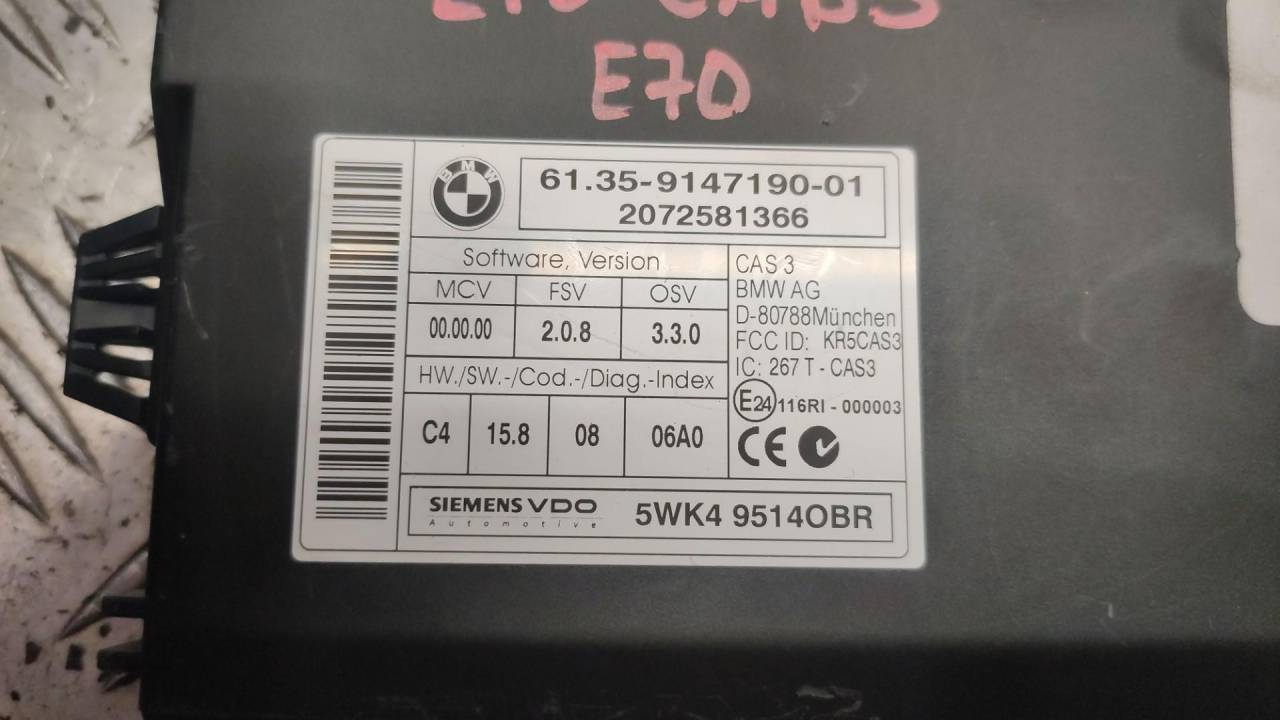 E70
BMW
61.35-9147190-01
2072581366
Software, Version
MCV FSV OSV
00.00.00 2.0.8 3.3.0
HW./SW.-/Cod.-/Diag.-Index
C4 15.8 08 06A0
CAS 3
BMW AG
D-80788München
FCC ID: KR5CAS3
IC: 267 T - CAS3
E24 116RI - 000003
CE
SIEMENS VDO
Automotive
5WK4 9514OBR